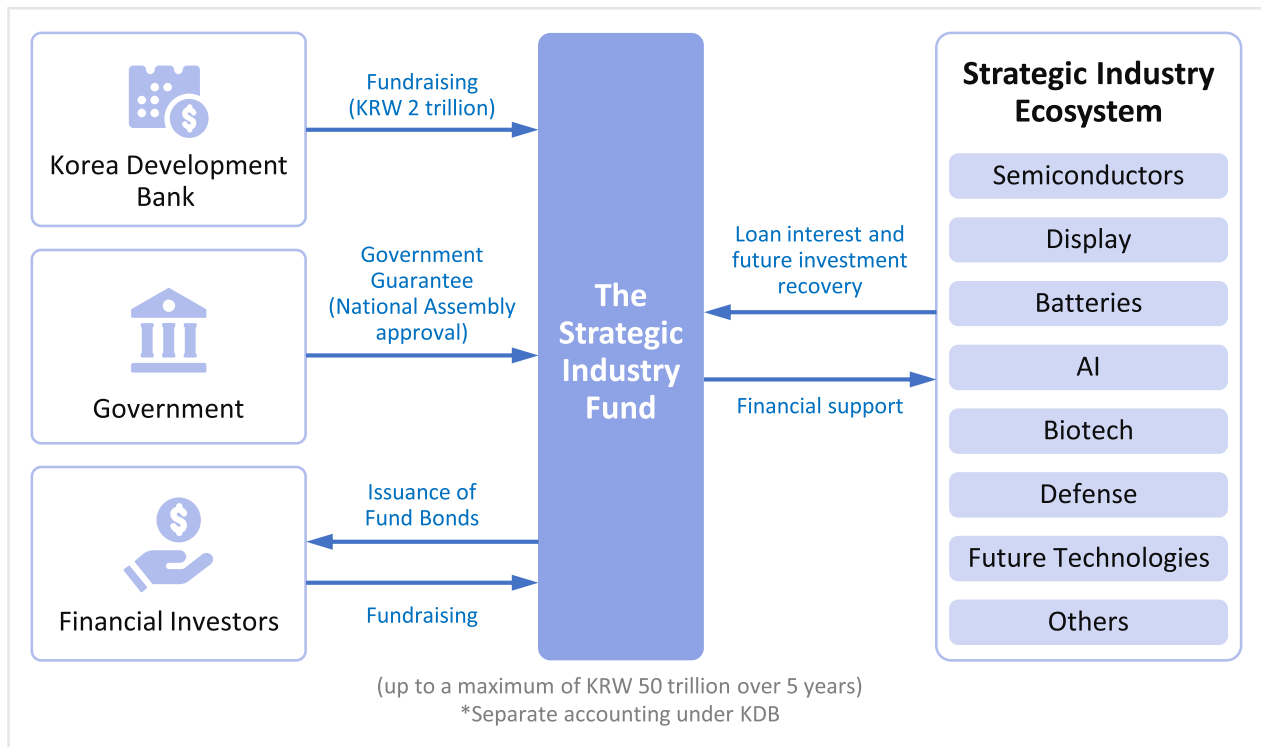 Korea Development
Bank
Fundraising
(KRW 2 trillion)
Government
Government
Guarantee
(National Assembly
approval)
Financial Investors
Issuance of
Fund Bonds
Fundraising
The
Strategic
Industry
Fund
Loan interest and
future investment
recovery
Financial support
Strategic Industry
Ecosystem
Semiconductors
Display
Batteries
AI
Biotech
Defense
Future Technologies
Others
(up to a maximum of KRW 50 trillion over 5 years)
*Separate accounting under KDB